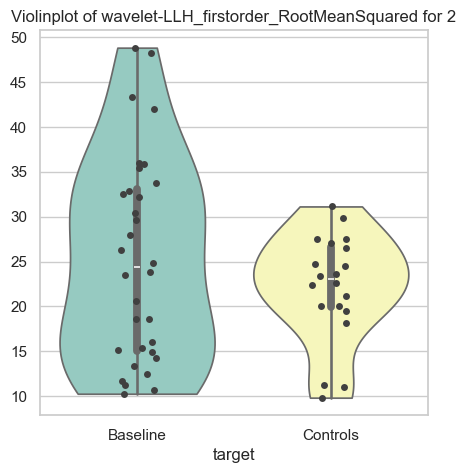 Violinplot of wavelet-LLH_firstorder_RootMeanSquared for 2
50
45
40
35
30
25
20
15
10
Baseline
Controls
target